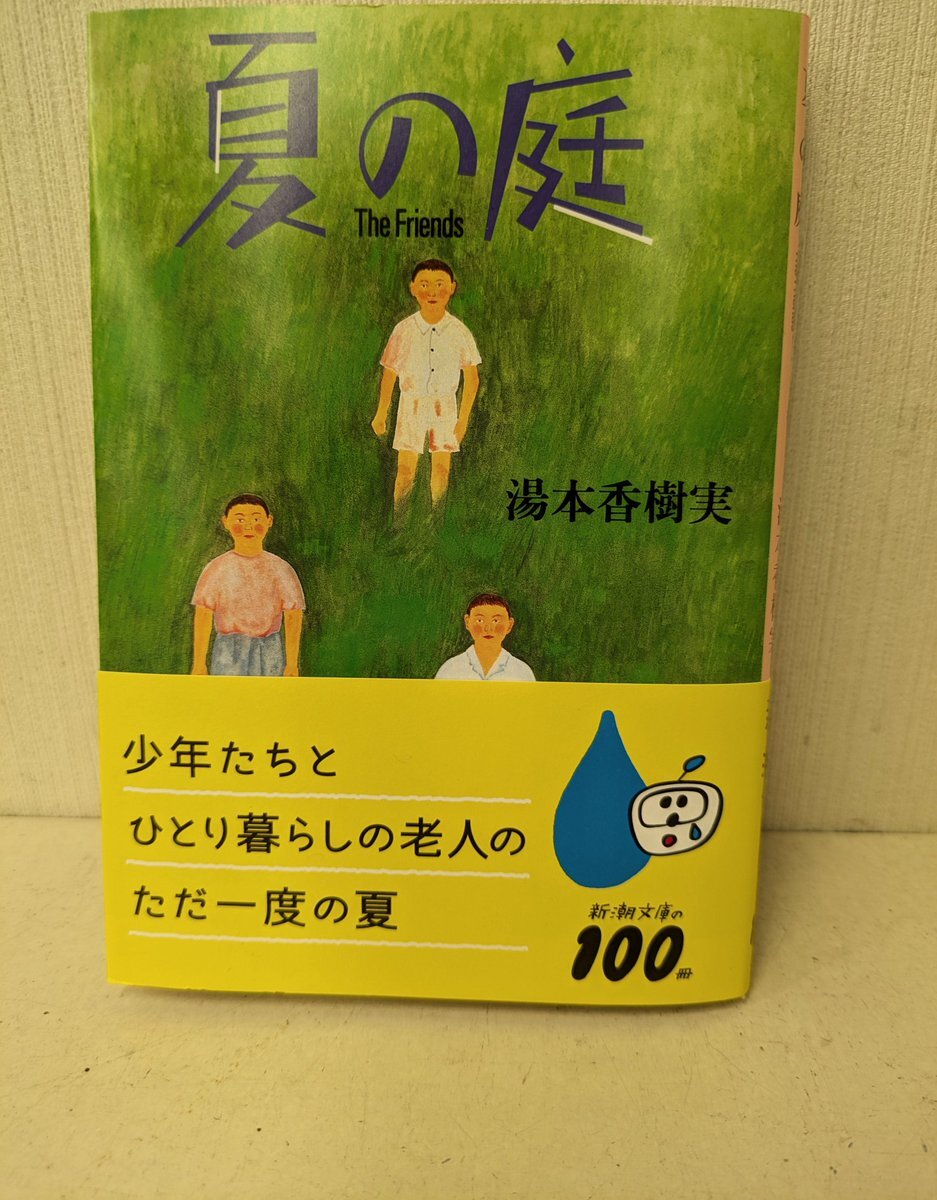 夏の庭
The Friends
湯本香樹実
少年たちと
ひとり暮らしの老人の
ただ一度の夏
新潮文庫の
100冊